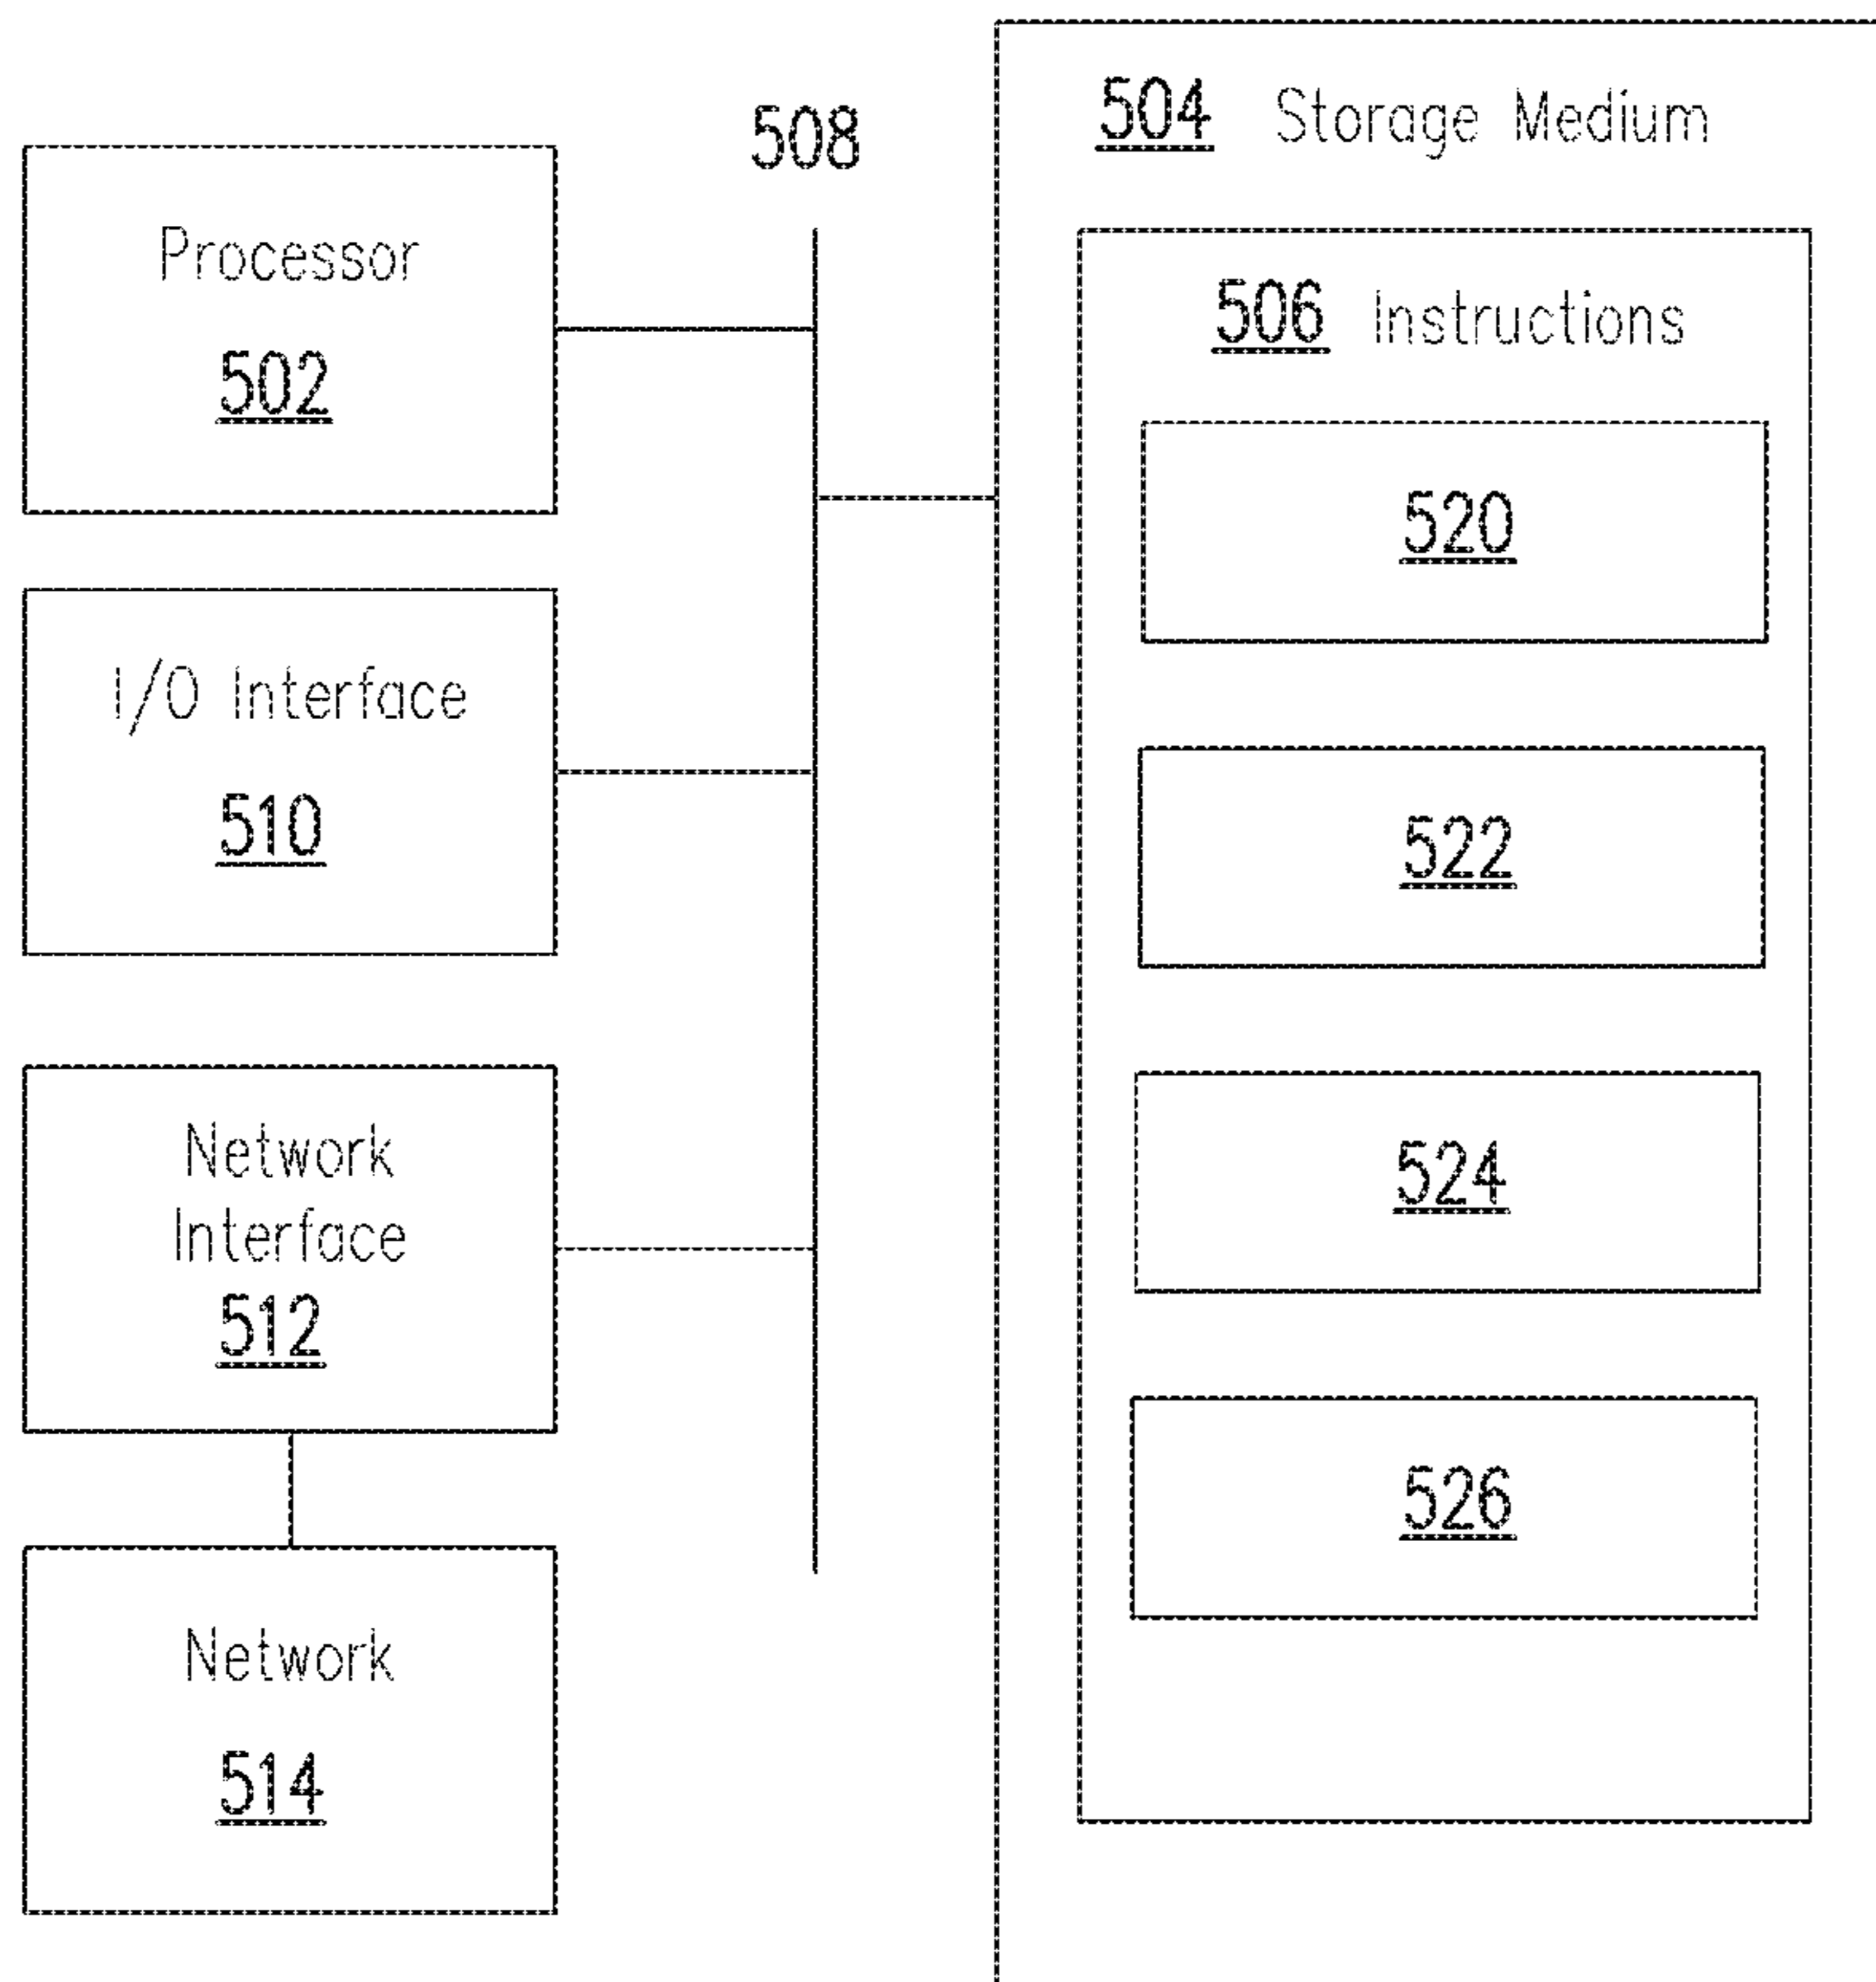 508
504 Storage Medium
Processor
502
506 Instructions
520
I/O Interface
510
522
Network
Interface
512
524
526
Network
514